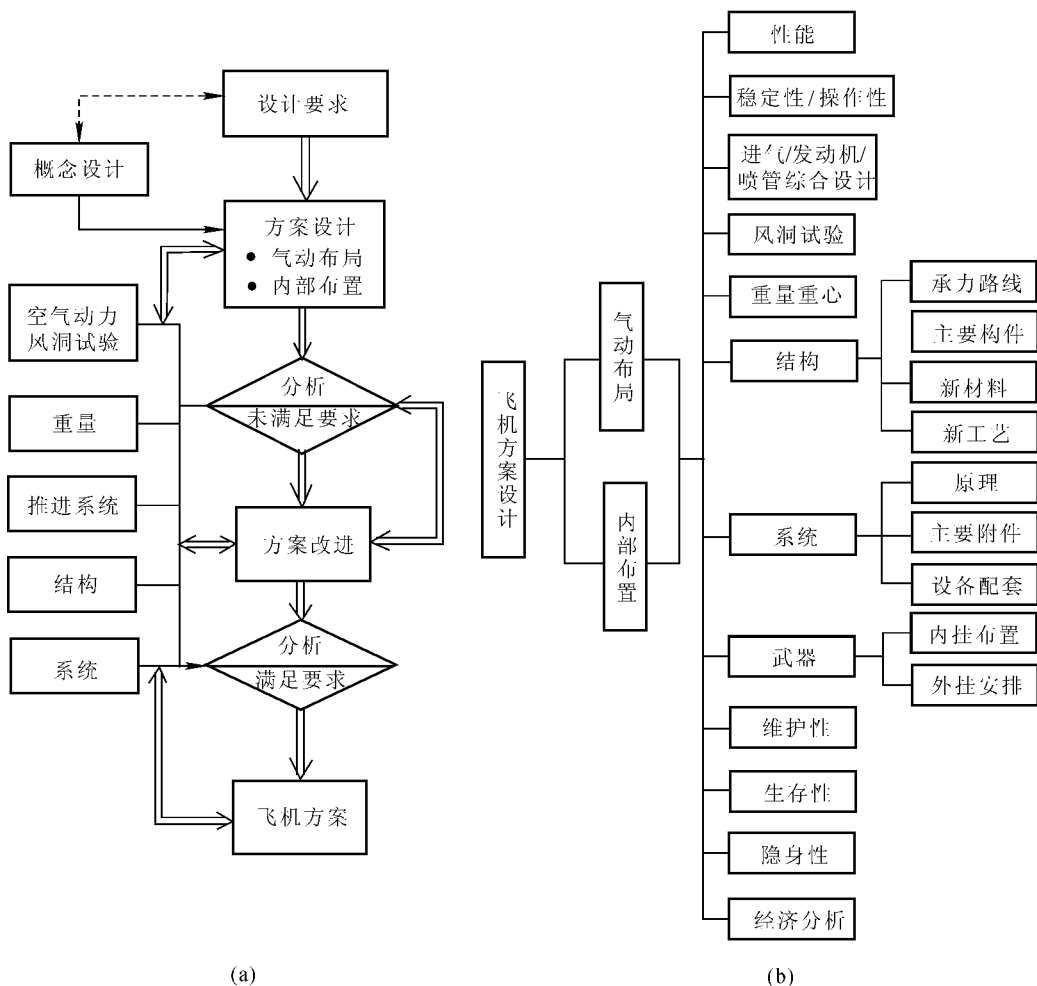 设计要求
概念设计
方案设计
• 气动布局
• 内部布置
空气动力
风洞试验
分析
未满足要求
重量
推进系统
方案改进
结构
分析
满足要求
系统
飞机方案
(a)
飞机方案设计
气动布局
内部布置
性能
稳定性/操作性
进气/发动机/
喷管综合设计
风洞试验
重量重心
结构
承力路线
主要构件
新材料
新工艺
系统
原理
主要附件
设备配套
武器
内挂布置
外挂安排
维护性
生存性
隐身性
经济分析
(b)